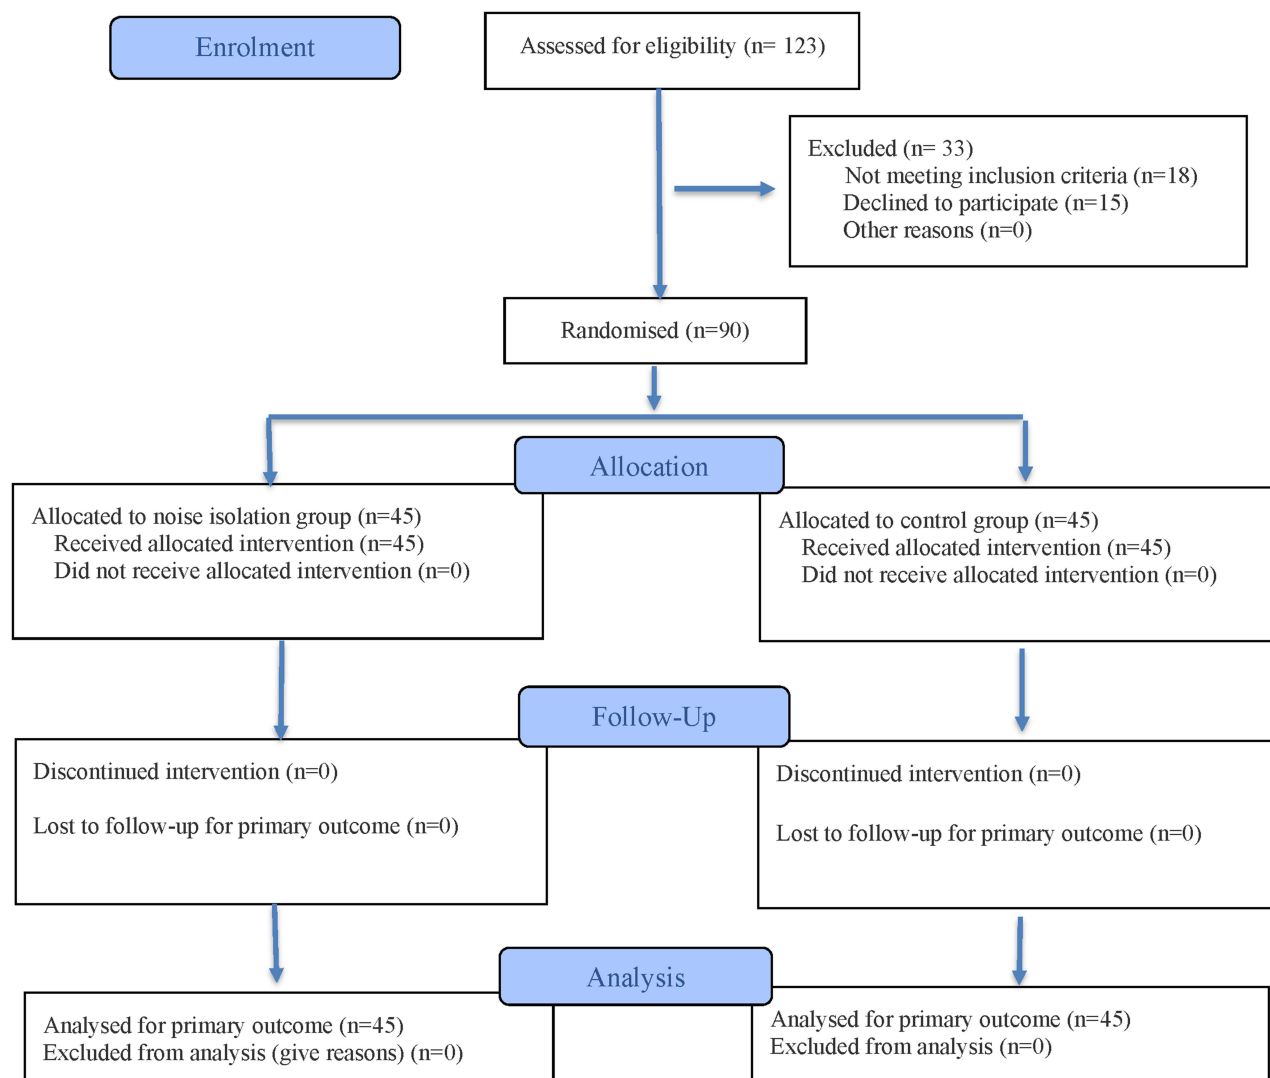 Enrolment
Assessed for eligibility (n= 123)
Excluded (n= 33)
Not meeting inclusion criteria (n=18)
Declined to participate (n=15)
Other reasons (n=0)
Randomised (n=90)
Allocation
Allocated to noise isolation group (n=45)
Received allocated intervention (n=45)
Did not receive allocated intervention (n=0)
Allocated to control group (n=45)
Received allocated intervention (n=45)
Did not receive allocated intervention (n=0)
Follow-Up
Discontinued intervention (n=0)
Lost to follow-up for primary outcome (n=0)
Discontinued intervention (n=0)
Lost to follow-up for primary outcome (n=0)
Analysis
Analysed for primary outcome (n=45)
Excluded from analysis (give reasons) (n=0)
Analysed for primary outcome (n=45)
Excluded from analysis (n=0)